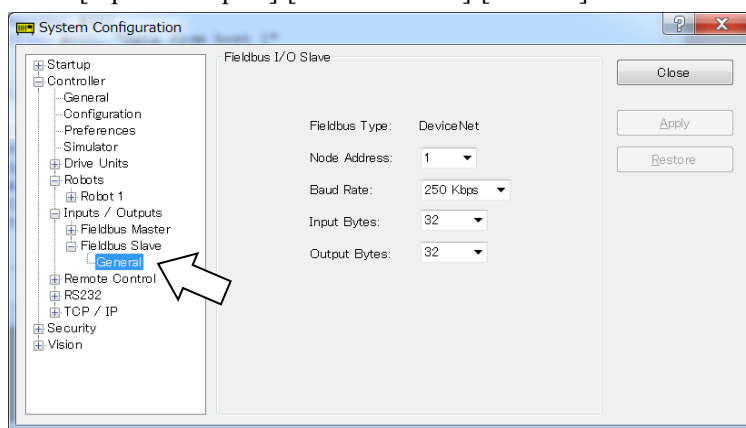 System Configuration
Startup
Controller
General
Configuration
Preferences
Simulator
Drive Units
Robots
Robot 1
Inputs / Outputs
Fieldbus Master
Fieldbus Slave
General
Remote Control
RS232
TCP / IP
Security
Vision
Fieldbus I/O Slave
Fieldbus Type: DeviceNet
Node Address: 1
Baud Rate: 250 Kbps
Input Bytes: 32
Output Bytes: 32
Close
Apply
Restore